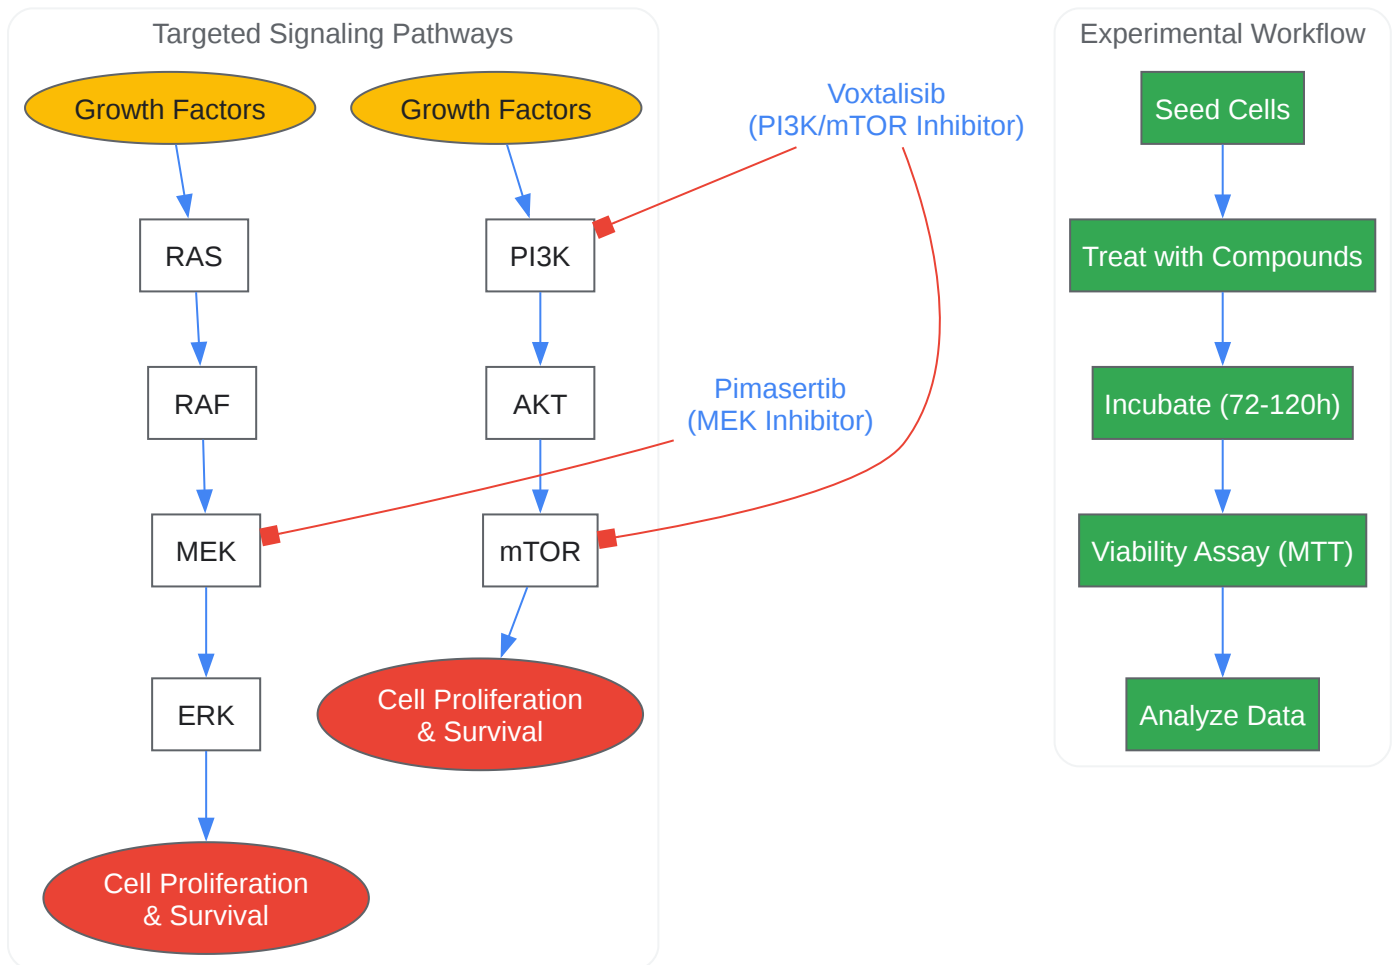 Targeted Signaling Pathways
Growth Factors
RAS
RAF
MEK
ERK
Cell Proliferation
& Survival
Growth Factors
PI3K
AKT
mTOR
Cell Proliferation
& Survival
Voxtalisib
(PI3K/mTOR Inhibitor)
Pimasertib
(MEK Inhibitor)
Experimental Workflow
Seed Cells
Treat with Compounds
Incubate (72-120h)
Viability Assay (MTT)
Analyze Data